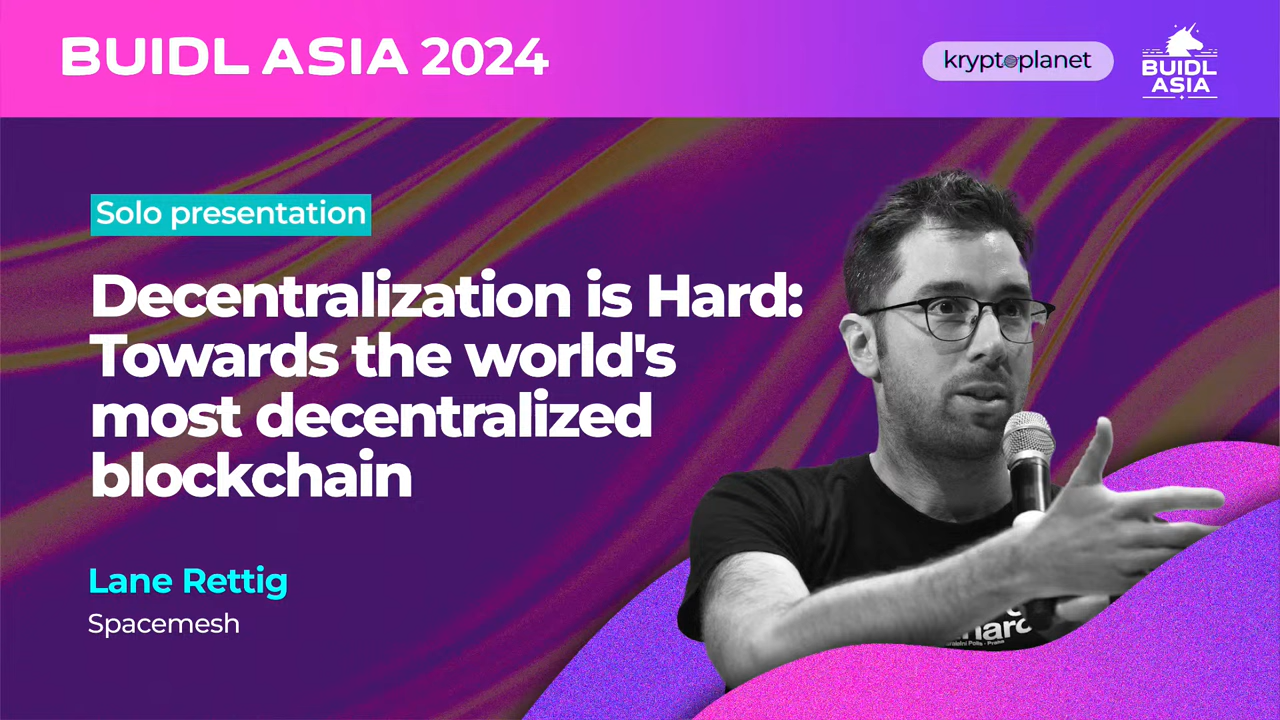 BUIDL ASIA 2024
kryptoplanet
BUIDL
ASIA
Solo presentation
Decentralization is Hard:
Towards the world's
most decentralized
blockchain
Lane Rettig
Spacemesh